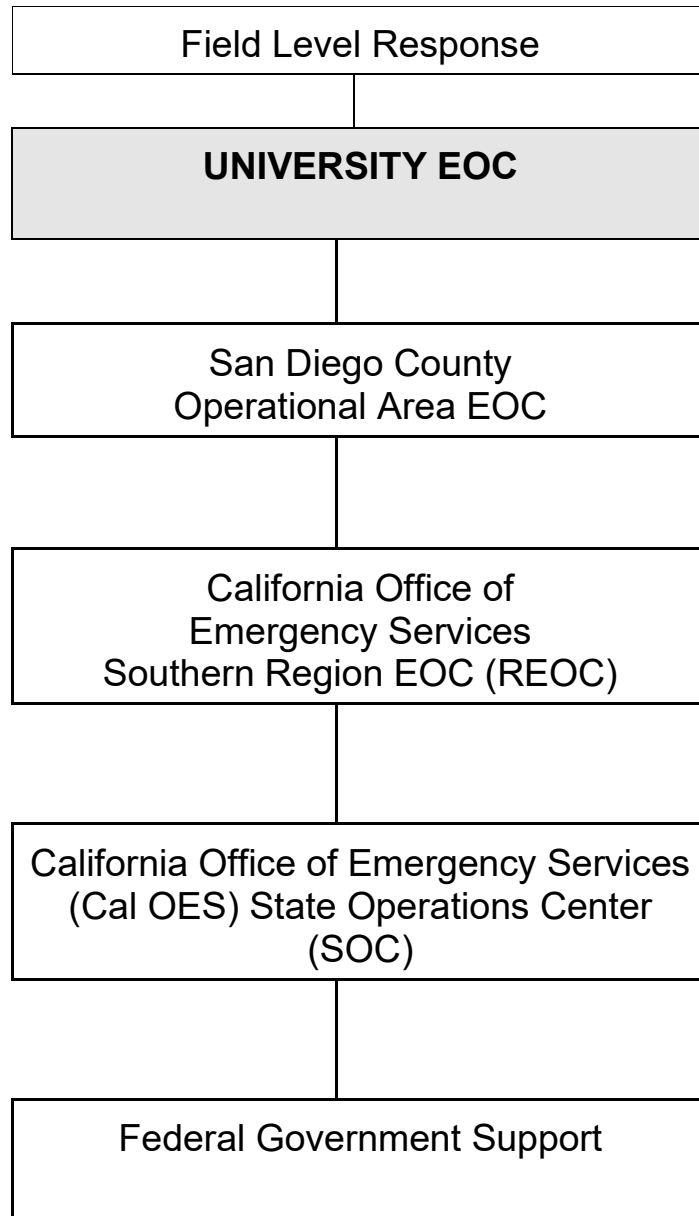 Field Level Response
UNIVERSITY EOC
San Diego County
Operational Area EOC
California Office of
Emergency Services
Southern Region EOC (REOC)
California Office of Emergency Services
(Cal OES) State Operations Center
(SOC)
Federal Government Support